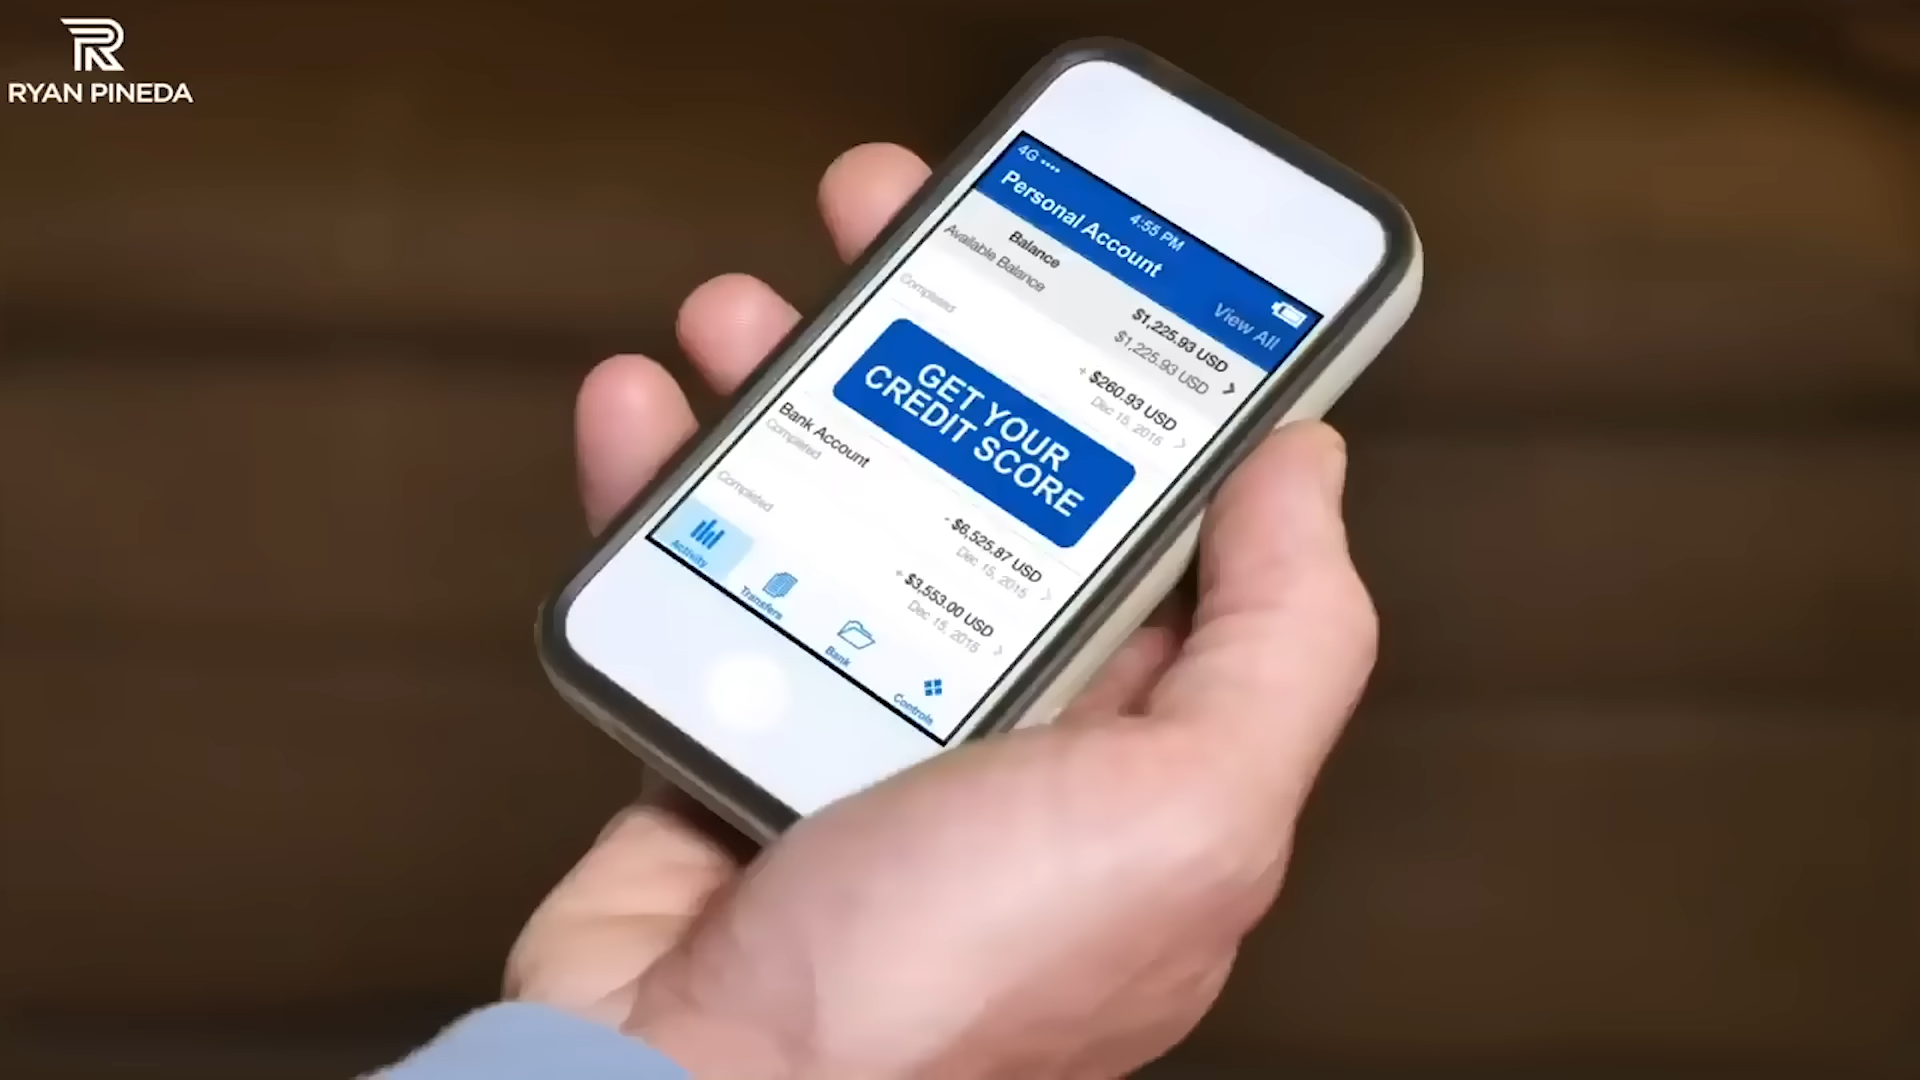 RYAN PINEDA
4G
4:55 PM
Personal Account
View All
Balance
$1,225.93 USD
Available Balance
$1,225.93 USD
+ $260.93 USD
Completed
Dec 15, 2015
GET YOUR
CREDIT SCORE
Bank Account
- $6,525.87 USD
Completed
Dec 15, 2015
+ $3,553.00 USD
Completed
Dec 15, 2015
Activity
Transfers
Bank
Controls